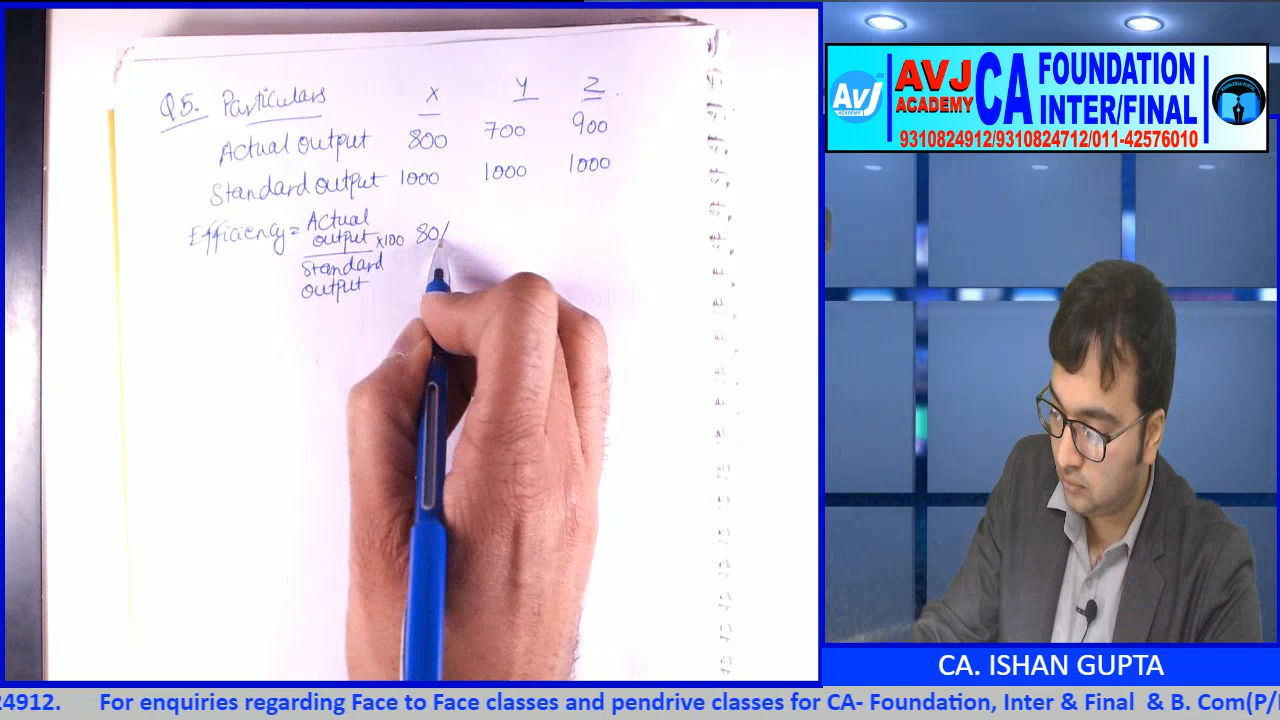 Q5. Particulars X Y Z
Actual output 800 700 900
Standard output 1000 1000 1000
Efficiency = Actual output x100 80/
Standard output
AVJ ACADEMY
AVJ ACADEMY CA FOUNDATION INTER/FINAL
9310824912/9310824712/011-42576010
CA. ISHAN GUPTA
24912. For enquiries regarding Face to Face classes and pendrive classes for CA- Foundation, Inter & Final & B. Com(P/